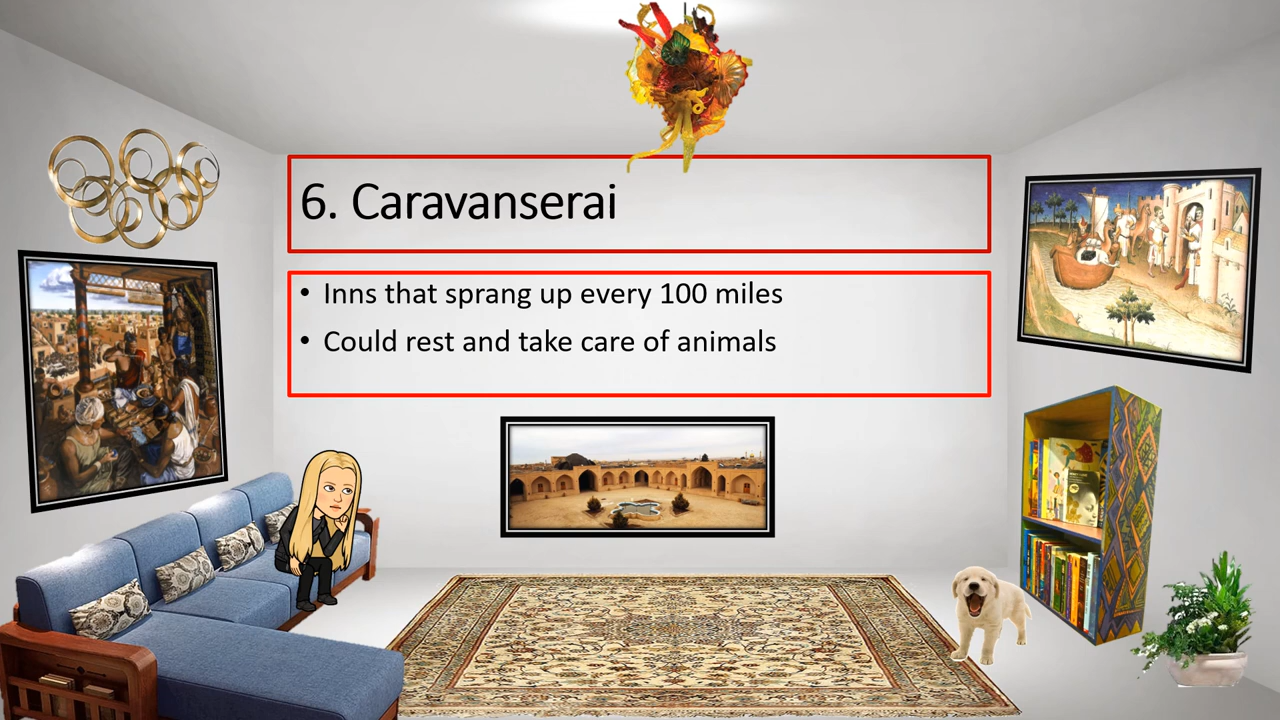 6. Caravanserai
• Inns that sprang up every 100 miles
• Could rest and take care of animals